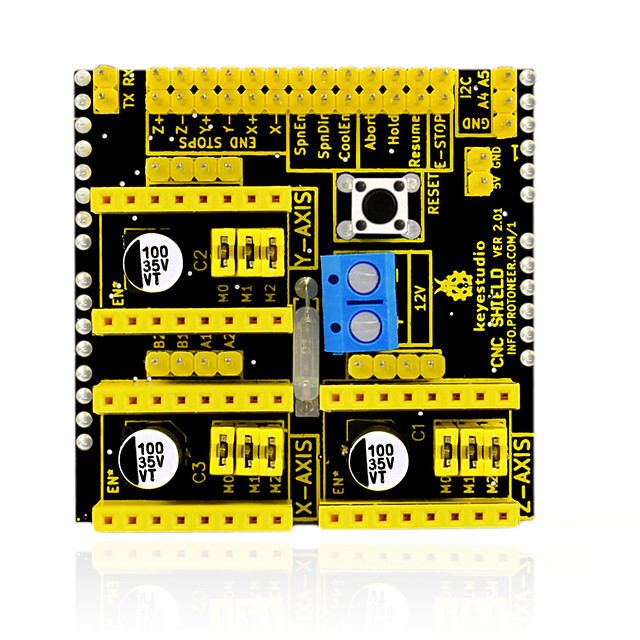 TX RX
Z+
Z-
Y+
Y-
X+
X-
END STOPS
SpnEn
SpnDir
CoolEn
Abort
Hold
Resume
E-STOP
I2C
A4 A5
GND
5V GND
RESET
Y-AXIS
100
35V
VT
C2
EN*
M0
M1
M2
12V
keyestudio
CNC SHIELD VER 2.01
INFO.PROTONEER.COM/1
B2
B1
A1
A2
X-AXIS
100
35V
VT
C3
EN*
M0
M1
M2
Z-AXIS
100
35V
VT
C1
EN*
M0
M1
M2